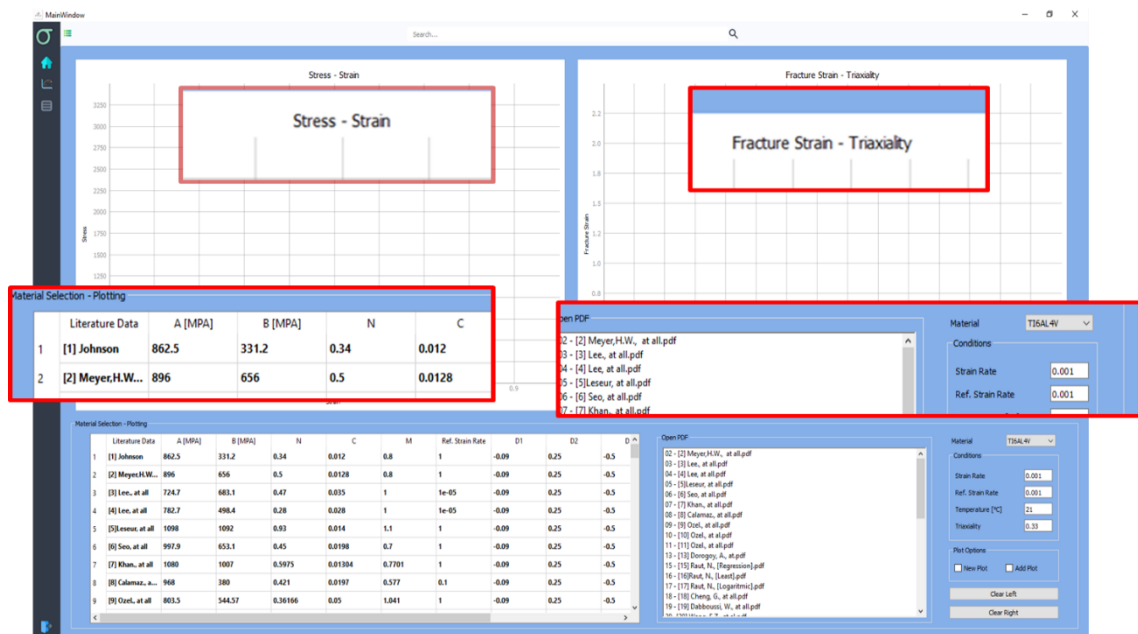 MainWindow
Search...
Stress - Strain
Fracture Strain - Triaxiality
3250
3000
2750
2500
2250
2000
1750
1500
1250
Stress
Stress - Strain
2.2
2.0
1.8
1.5
1.2
1.0
0.8
Fracture Strain
Fracture Strain - Triaxiality
0.9
Material Selection - Plotting
Literature Data A [MPA] B [MPA] N C
1 [1] Johnson 862.5 331.2 0.34 0.012
2 [2] Meyer,H.W... 896 656 0.5 0.0128
Open PDF
02 - [2] Meyer,H.W., at all.pdf
03 - [3] Lee., at all.pdf
04 - [4] Lee, at all.pdf
05 - [5]Leseur, at all.pdf
06 - [6] Seo, at all.pdf
07 - [7] Khan., at all.pdf
Material TI6AL4V
Conditions
Strain Rate 0.001
Ref. Strain Rate 0.001
Material Selection - Plotting
Literature Data A [MPA] B [MPA] N C M Ref. Strain Rate D1 D2 D
1 [1] Johnson 862.5 331.2 0.34 0.012 0.8 1 -0.09 0.25 -0.5
2 [2] Meyer,H.W... 896 656 0.5 0.0128 0.8 1 -0.09 0.25 -0.5
3 [3] Lee., at all 724.7 683.1 0.47 0.035 1 1e-05 -0.09 0.25 -0.5
4 [4] Lee, at all 782.7 498.4 0.28 0.028 1 1e-05 -0.09 0.25 -0.5
5 [5]Leseur, at all 1098 1092 0.93 0.014 1.1 1 -0.09 0.25 -0.5
6 [6] Seo, at all 997.9 653.1 0.45 0.0198 0.7 1 -0.09 0.25 -0.5
7 [7] Khan., at all 1080 1007 0.5975 0.01304 0.7701 1 -0.09 0.25 -0.5
8 [8] Calamaz., a... 968 380 0.421 0.0197 0.577 0.1 -0.09 0.25 -0.5
9 [9] Ozel., at all 803.5 544.57 0.36166 0.05 1.041 1 -0.09 0.25 -0.5
Open PDF
02 - [2] Meyer,H.W., at all.pdf
03 - [3] Lee., at all.pdf
04 - [4] Lee, at all.pdf
05 - [5]Leseur, at all.pdf
06 - [6] Seo, at all.pdf
07 - [7] Khan., at all.pdf
08 - [8] Calamaz., at all.pdf
09 - [9] Ozel., at all.pdf
10 - [10] Ozel., at all.pdf
11 - [11] Ozel., at all.pdf
13 - [13] Dorogoy, A., at.pdf
15 - [15] Raut, N., [Regression].pdf
16 - [16]Raut, N., [Least].pdf
17 - [17] Raut, N., [Logaritmic].pdf
18 - [18] Cheng, G., at all.pdf
19 - [19] Dabboussi, W., at all.pdf
Material TI6AL4V
Conditions
Strain Rate 0.001
Ref. Strain Rate 0.001
Temperature [°C] 21
Triaxiality 0.33
Plot Options
New Plot Add Plot
Clear Left
Clear Right